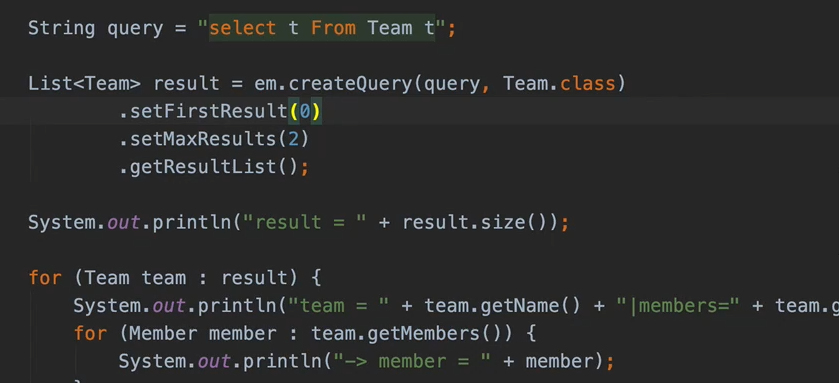 String query = "select t From Team t";
List<Team> result = em.createQuery(query, Team.class)
.setFirstResult(0)
.setMaxResults(2)
.getResultList();
System.out.println("result = " + result.size());
for (Team team : result) {
System.out.println("team = " + team.getName() + "|members=" + team.g
for (Member member : team.getMembers()) {
System.out.println("-> member = " + member);
}